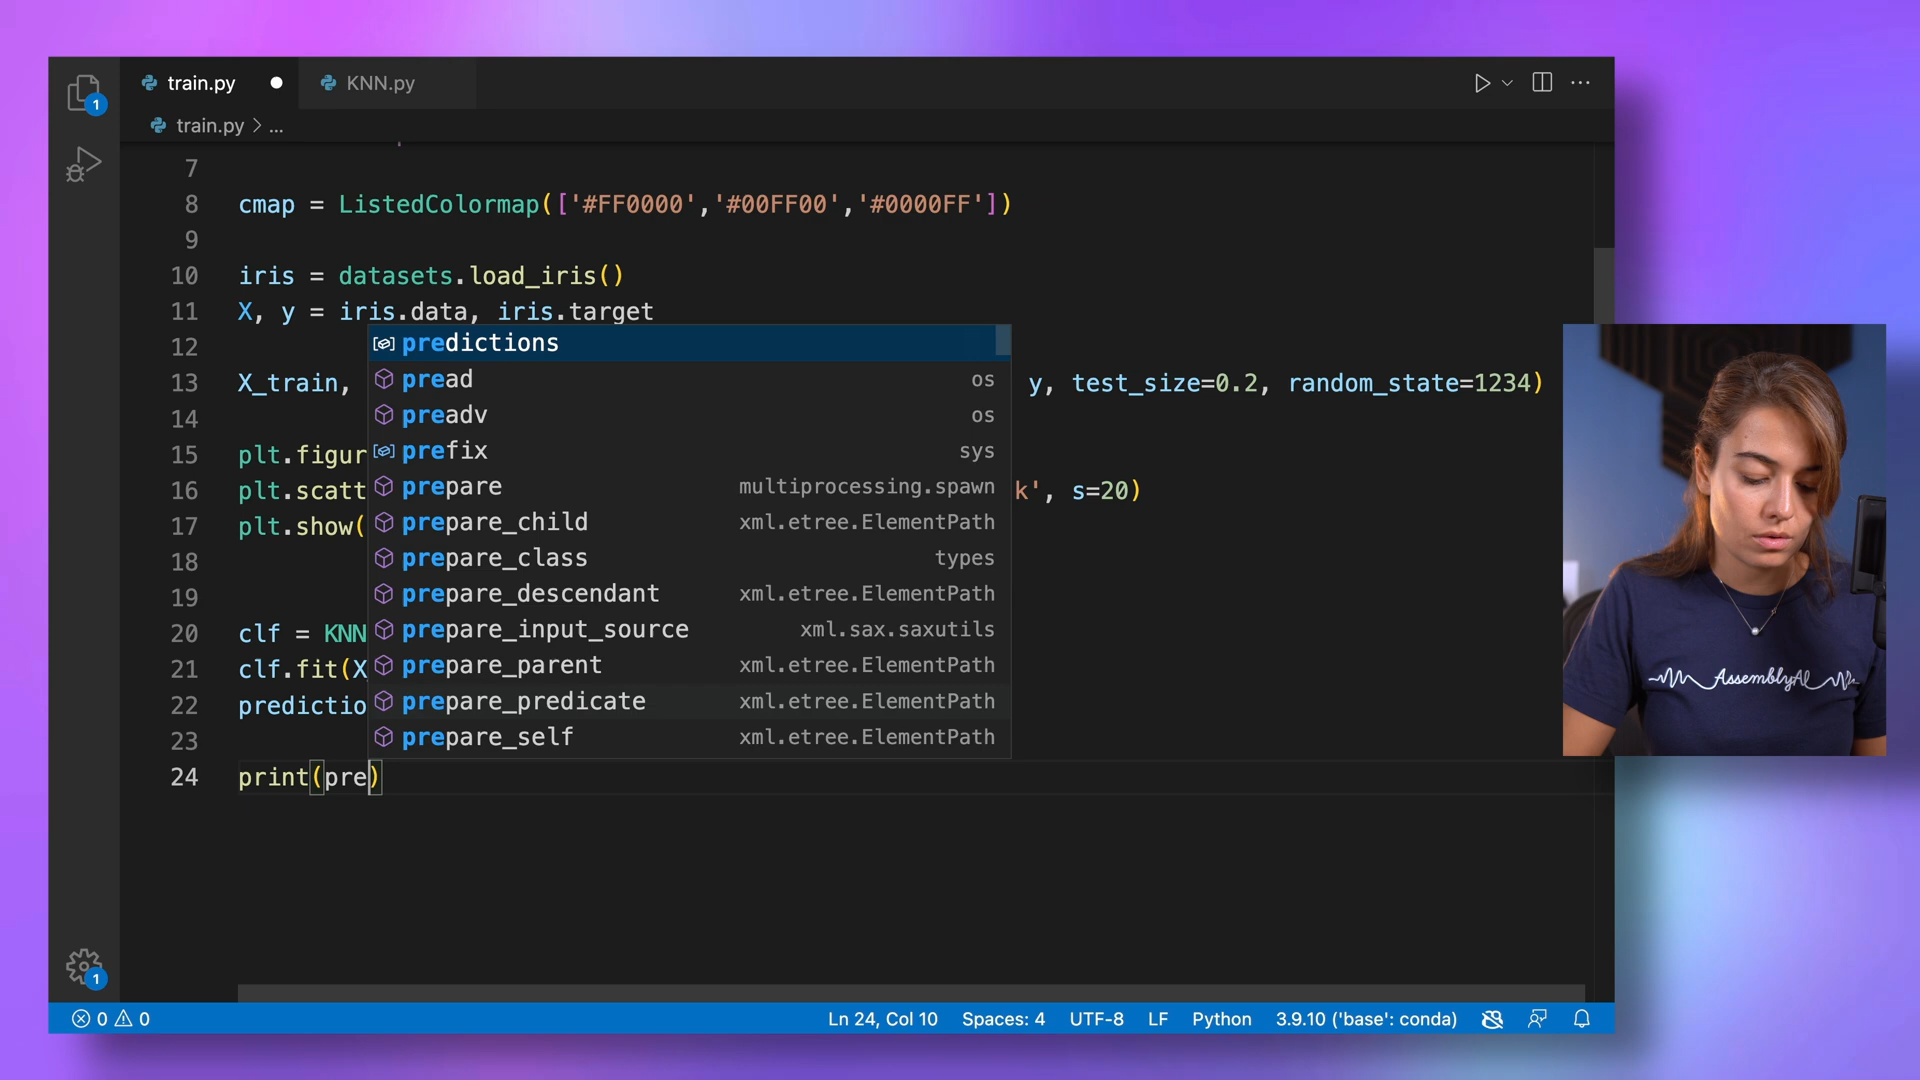 train.py
KNN.py
1
train.py > ...
7
8 cmap = ListedColormap(['#FF0000','#00FF00','#0000FF'])
9
10 iris = datasets.load_iris()
11 X, y = iris.data, iris.target
12
13 X_train, y, test_size=0.2, random_state=1234)
14
15 plt.figur
16 plt.scatt k', s=20)
17 plt.show(
18
19
20 clf = KNN
21 clf.fit(X
22 predictio
23
24 print(pre)
predictions
pread os
preadv os
prefix sys
prepare multiprocessing.spawn
prepare_child xml.etree.ElementPath
prepare_class types
prepare_descendant xml.etree.ElementPath
prepare_input_source xml.sax.saxutils
prepare_parent xml.etree.ElementPath
prepare_predicate xml.etree.ElementPath
prepare_self xml.etree.ElementPath
AssemblyAI
1
0 0 Ln 24, Col 10 Spaces: 4 UTF-8 LF Python 3.9.10 ('base': conda)